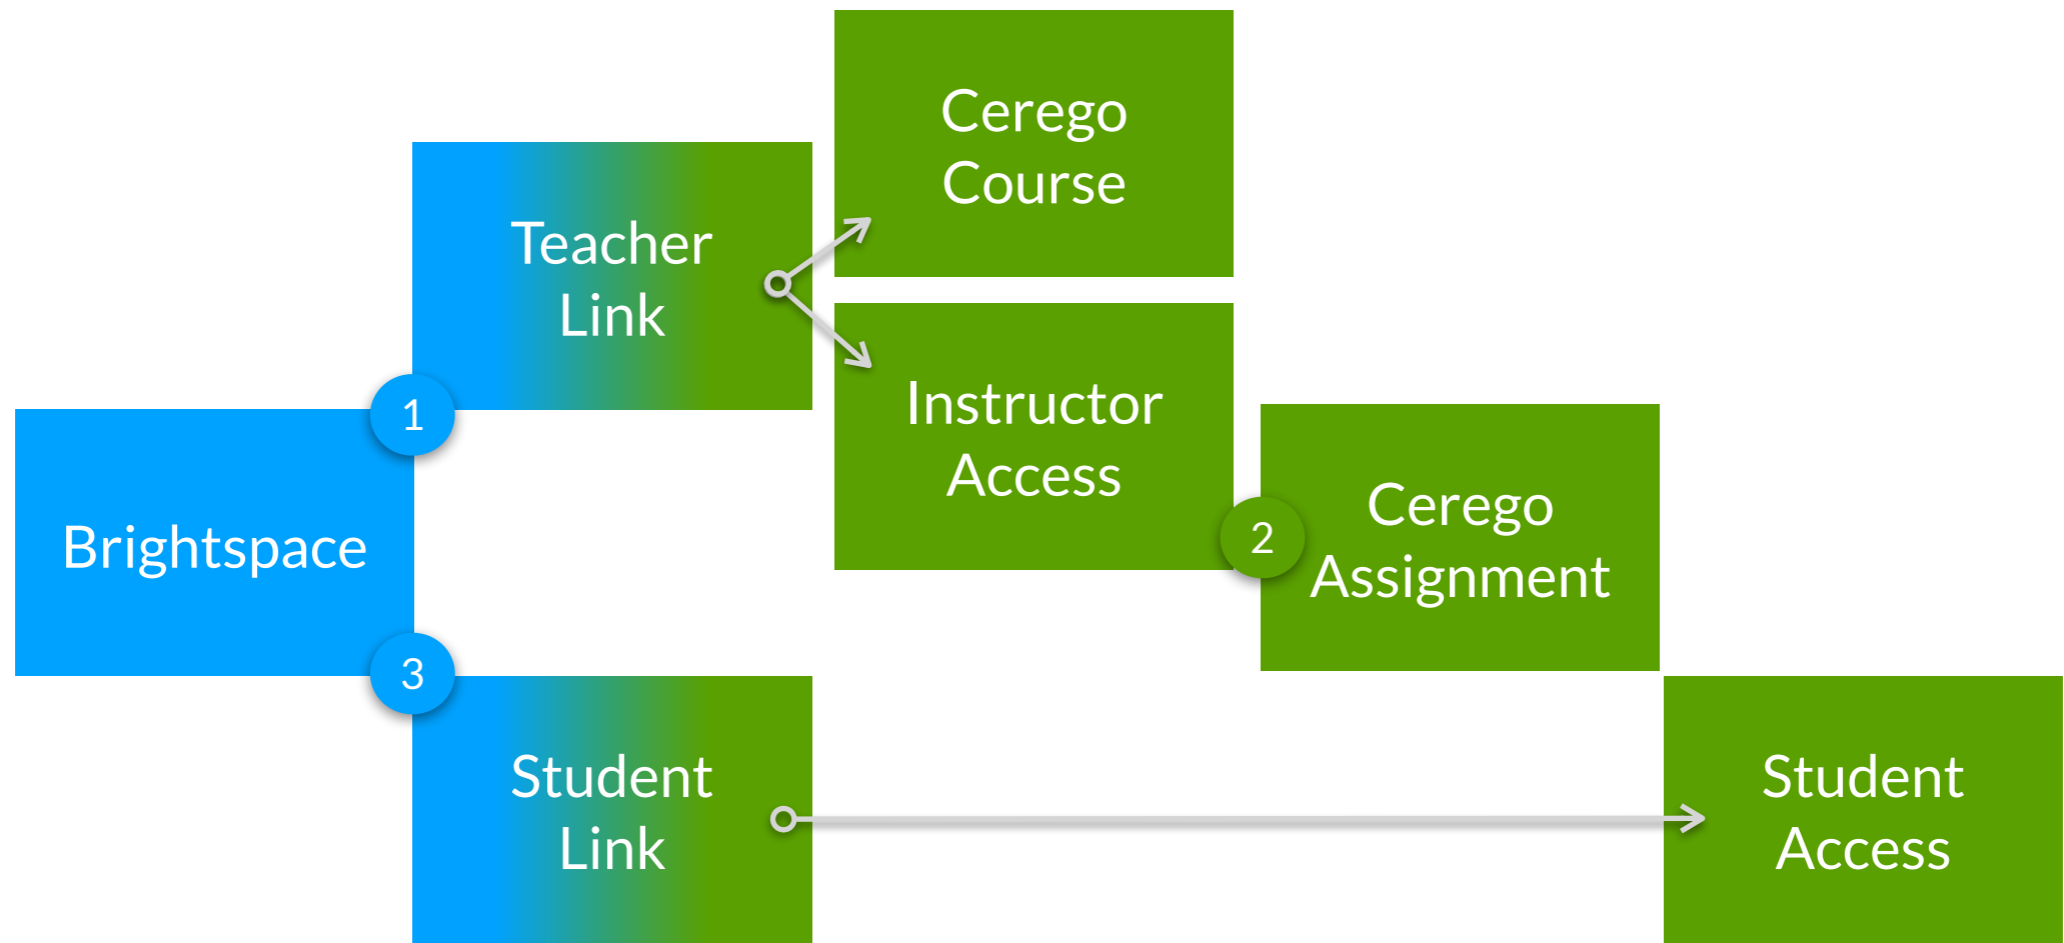 Cerego
Course
Teacher
Link
1
Instructor
Access
Brightspace
2
Cerego
Assignment
3
Student
Link
Student
Access